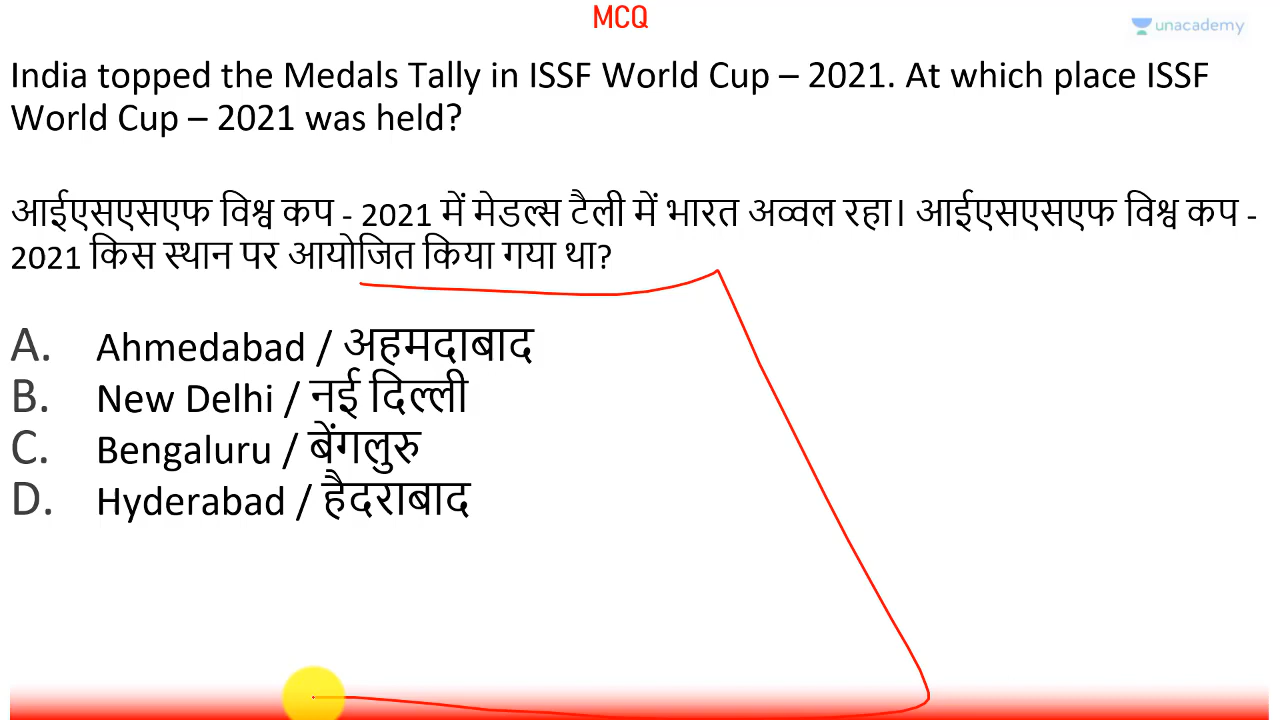 MCQ
unacademy
India topped the Medals Tally in ISSF World Cup – 2021. At which place ISSF
World Cup – 2021 was held?
आईएसएसएफ विश्व कप - 2021 में मेडल्स टैली में भारत अव्वल रहा। आईएसएसएफ विश्व कप -
2021 किस स्थान पर आयोजित किया गया था?
A. Ahmedabad / अहमदाबाद
B. New Delhi / नई दिल्ली
C. Bengaluru / बेंगलुरु
D. Hyderabad / हैदराबाद